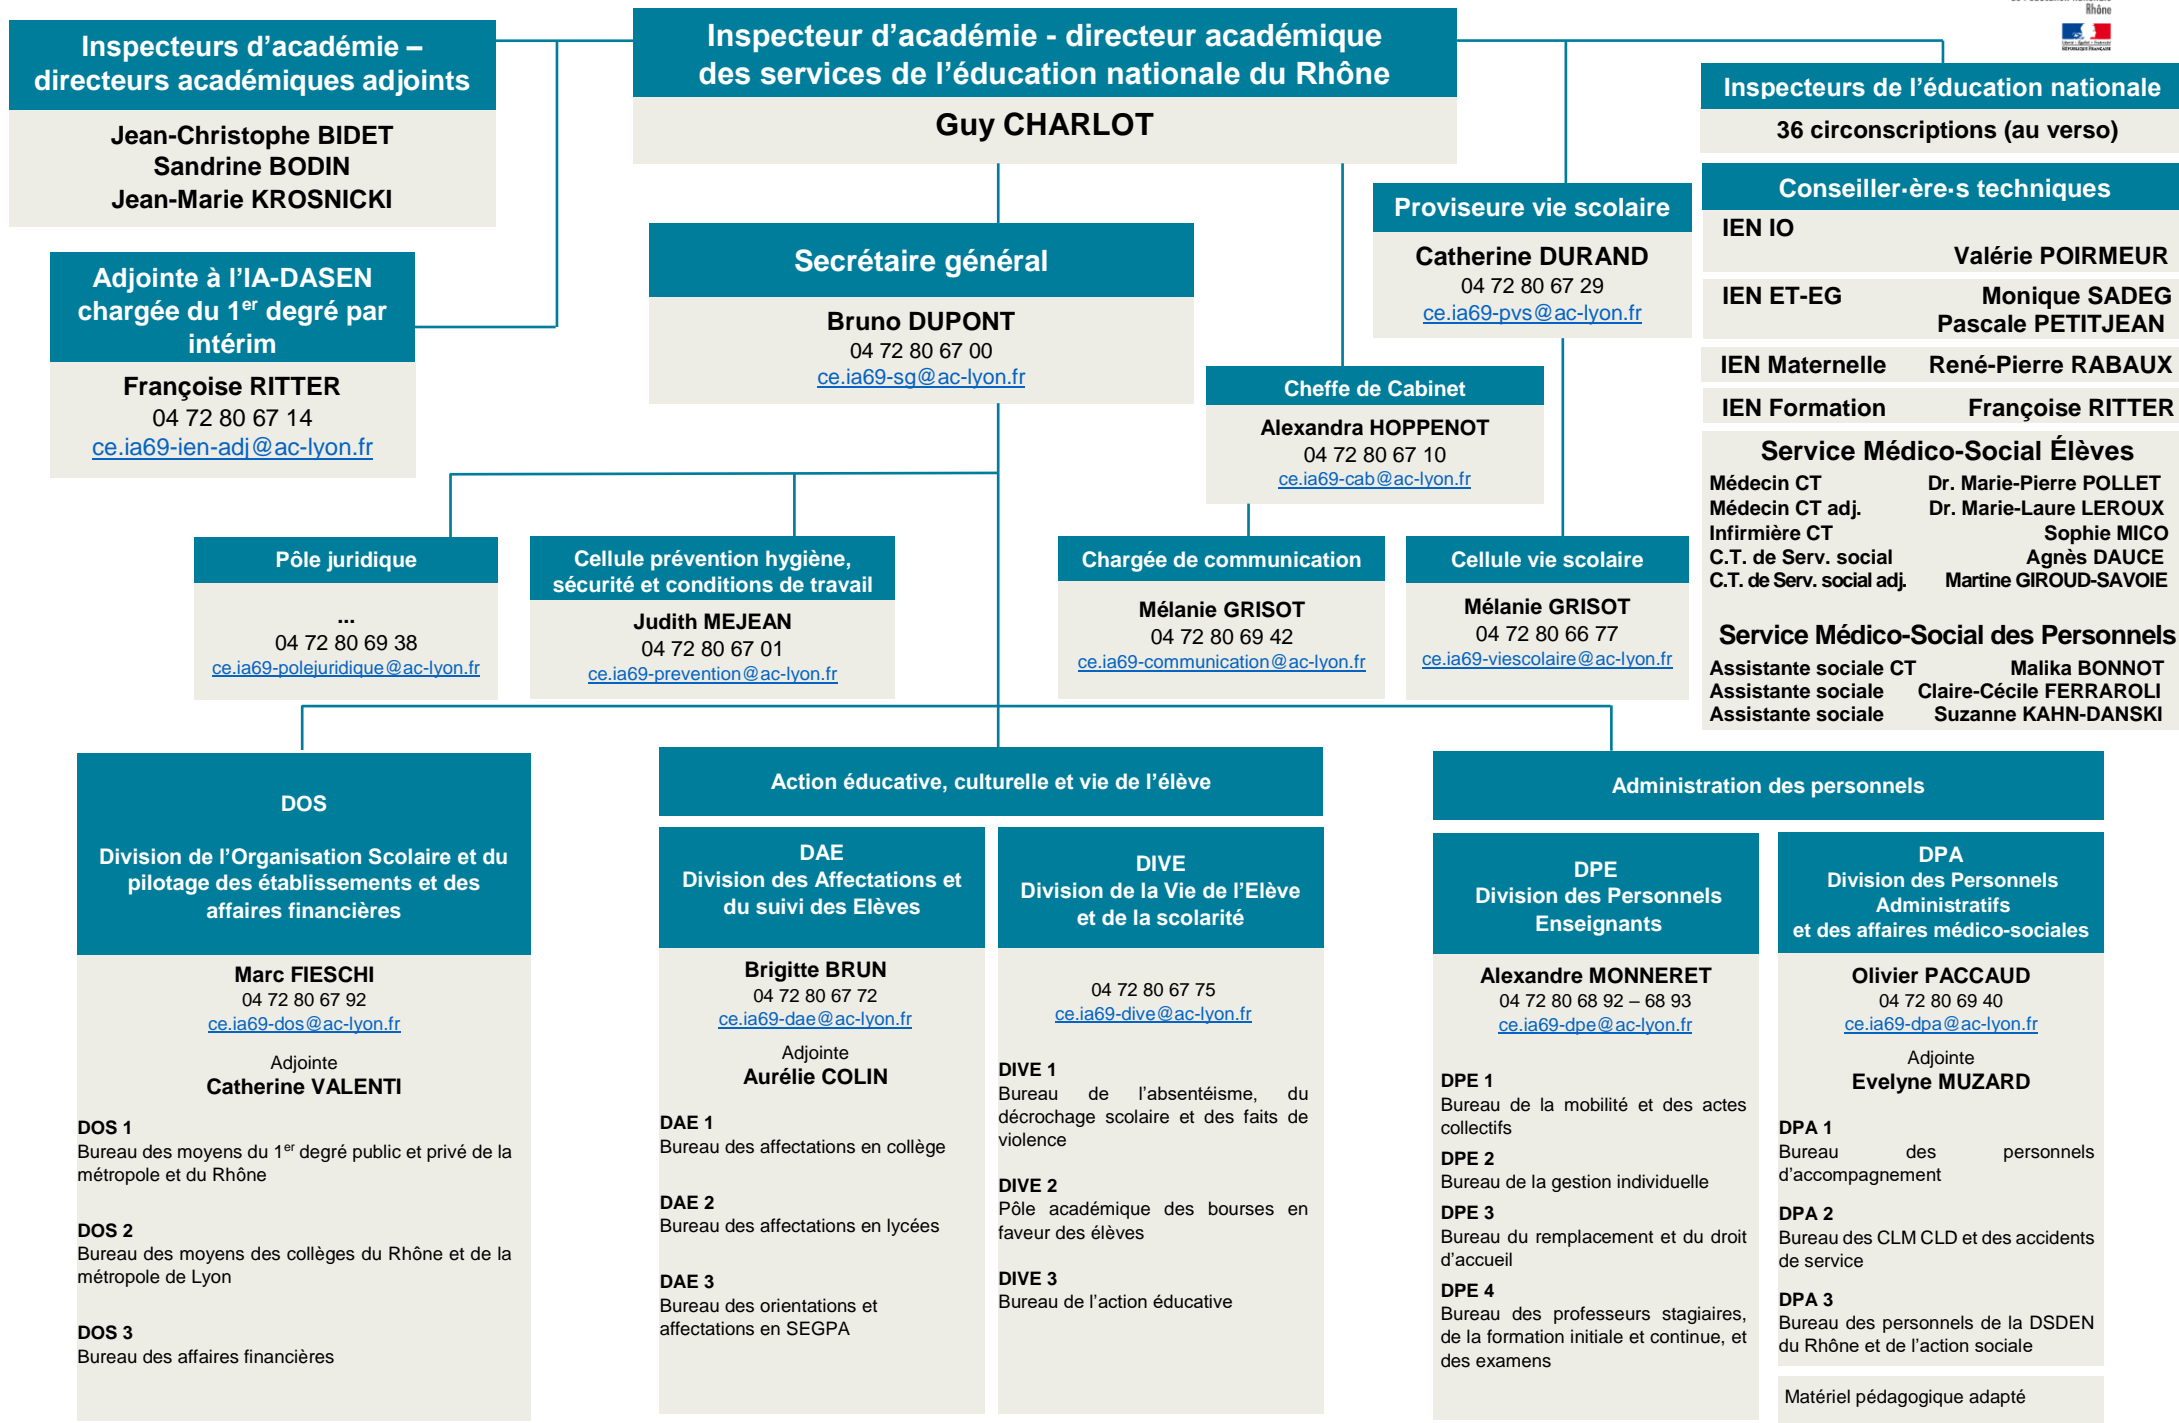 Rhône
Inspecteurs d’académie –
directeurs académiques adjoints
Jean-Christophe BIDET
Sandrine BODIN
Jean-Marie KROSNICKI
Inspecteur d’académie - directeur académique
des services de l’éducation nationale du Rhône
Guy CHARLOT
Inspecteurs de l’éducation nationale
36 circonscriptions (au verso)
Adjointe à l’IA-DASEN
chargée du 1er degré par
intérim
Françoise RITTER
04 72 80 67 14
ce.ia69-ien-adj@ac-lyon.fr
Secrétaire général
Bruno DUPONT
04 72 80 67 00
ce.ia69-sg@ac-lyon.fr
Proviseure vie scolaire
Catherine DURAND
04 72 80 67 29
ce.ia69-pvs@ac-lyon.fr
Cheffe de Cabinet
Alexandra HOPPENOT
04 72 80 67 10
ce.ia69-cab@ac-lyon.fr
Conseiller·ère·s techniques
IEN IO
Valérie POIRMEUR
IEN ET-EG Monique SADEG
Pascale PETITJEAN
IEN Maternelle René-Pierre RABAUX
IEN Formation Françoise RITTER
Service Médico-Social Élèves
Médecin CT Dr. Marie-Pierre POLLET
Médecin CT adj. Dr. Marie-Laure LEROUX
Infirmière CT Sophie MICO
C.T. de Serv. social Agnès DAUCE
C.T. de Serv. social adj. Martine GIROUD-SAVOIE
Service Médico-Social des Personnels
Assistante sociale CT Malika BONNOT
Assistante sociale Claire-Cécile FERRAROLI
Assistante sociale Suzanne KAHN-DANSKI
Pôle juridique
...
04 72 80 69 38
ce.ia69-polejuridique@ac-lyon.fr
Cellule prévention hygiène,
sécurité et conditions de travail
Judith MEJEAN
04 72 80 67 01
ce.ia69-prevention@ac-lyon.fr
Chargée de communication
Mélanie GRISOT
04 72 80 69 42
ce.ia69-communication@ac-lyon.fr
Cellule vie scolaire
Mélanie GRISOT
04 72 80 66 77
ce.ia69-viescolaire@ac-lyon.fr
DOS
Division de l’Organisation Scolaire et du
pilotage des établissements et des
affaires financières
Marc FIESCHI
04 72 80 67 92
ce.ia69-dos@ac-lyon.fr
Adjointe
Catherine VALENTI
DOS 1
Bureau des moyens du 1er degré public et privé de la
métropole et du Rhône
DOS 2
Bureau des moyens des collèges du Rhône et de la
métropole de Lyon
DOS 3
Bureau des affaires financières
Action éducative, culturelle et vie de l’élève
DAE
Division des Affectations et
du suivi des Elèves
Brigitte BRUN
04 72 80 67 72
ce.ia69-dae@ac-lyon.fr
Adjointe
Aurélie COLIN
DAE 1
Bureau des affectations en collège
DAE 2
Bureau des affectations en lycées
DAE 3
Bureau des orientations et
affectations en SEGPA
DIVE
Division de la Vie de l’Elève
et de la scolarité
04 72 80 67 75
ce.ia69-dive@ac-lyon.fr
DIVE 1
Bureau de l’absentéisme, du
décrochage scolaire et des faits de
violence
DIVE 2
Pôle académique des bourses en
faveur des élèves
DIVE 3
Bureau de l’action éducative
Administration des personnels
DPE
Division des Personnels
Enseignants
Alexandre MONNERET
04 72 80 68 92 – 68 93
ce.ia69-dpe@ac-lyon.fr
DPE 1
Bureau de la mobilité et des actes
collectifs
DPE 2
Bureau de la gestion individuelle
DPE 3
Bureau du remplacement et du droit
d’accueil
DPE 4
Bureau des professeurs stagiaires,
de la formation initiale et continue, et
des examens
DPA
Division des Personnels
Administratifs
et des affaires médico-sociales
Olivier PACCAUD
04 72 80 69 40
ce.ia69-dpa@ac-lyon.fr
Adjointe
Evelyne MUZARD
DPA 1
Bureau des personnels
d’accompagnement
DPA 2
Bureau des CLM CLD et des accidents
de service
DPA 3
Bureau des personnels de la DSDEN
du Rhône et de l’action sociale
Matériel pédagogique adapté